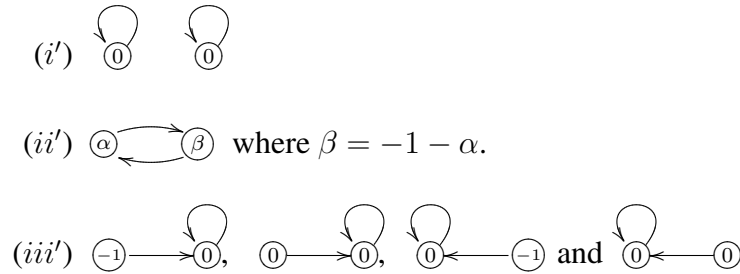 (i′) 0 0
(ii′) α β where β = −1 − α.
(iii′) -1 0, 0 0, 0 -1 and 0 0